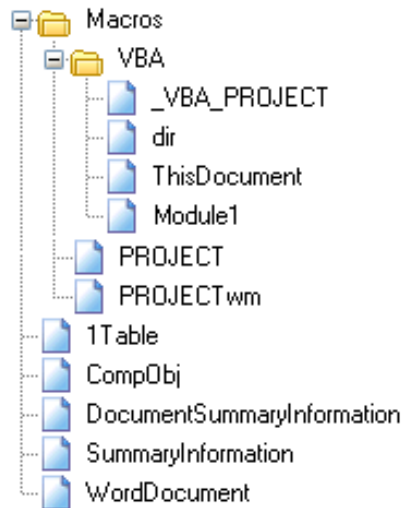 Macros
VBA
_VBA_PROJECT
dir
ThisDocument
Module1
PROJECT
PROJECTwm
1Table
CompObj
DocumentSummaryInformation
SummaryInformation
WordDocument